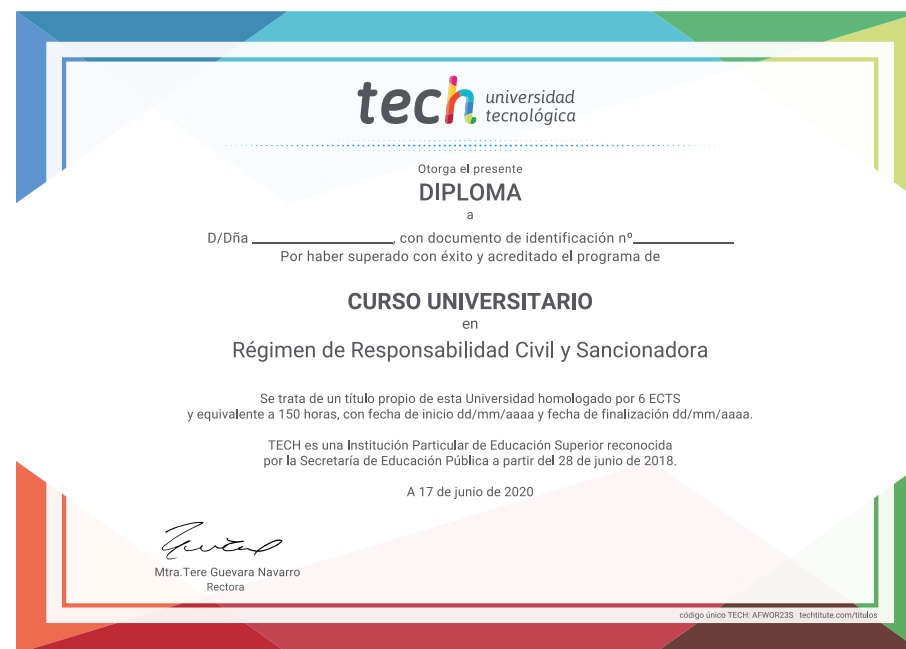 tech universidad
tecnológica
Otorga el presente
DIPLOMA
a
D/Dña ____________________, con documento de identificación nº______________
Por haber superado con éxito y acreditado el programa de
CURSO UNIVERSITARIO
en
Régimen de Responsabilidad Civil y Sancionadora
Se trata de un título propio de esta Universidad homologado por 6 ECTS
y equivalente a 150 horas, con fecha de inicio dd/mm/aaaa y fecha de finalización dd/mm/aaaa.
TECH es una Institución Particular de Educación Superior reconocida
por la Secretaría de Educación Pública a partir del 28 de junio de 2018.
A 17 de junio de 2020
Mtra.Tere Guevara Navarro
Rectora
código único TECH: AFWOR23S techtitute.com/titulos